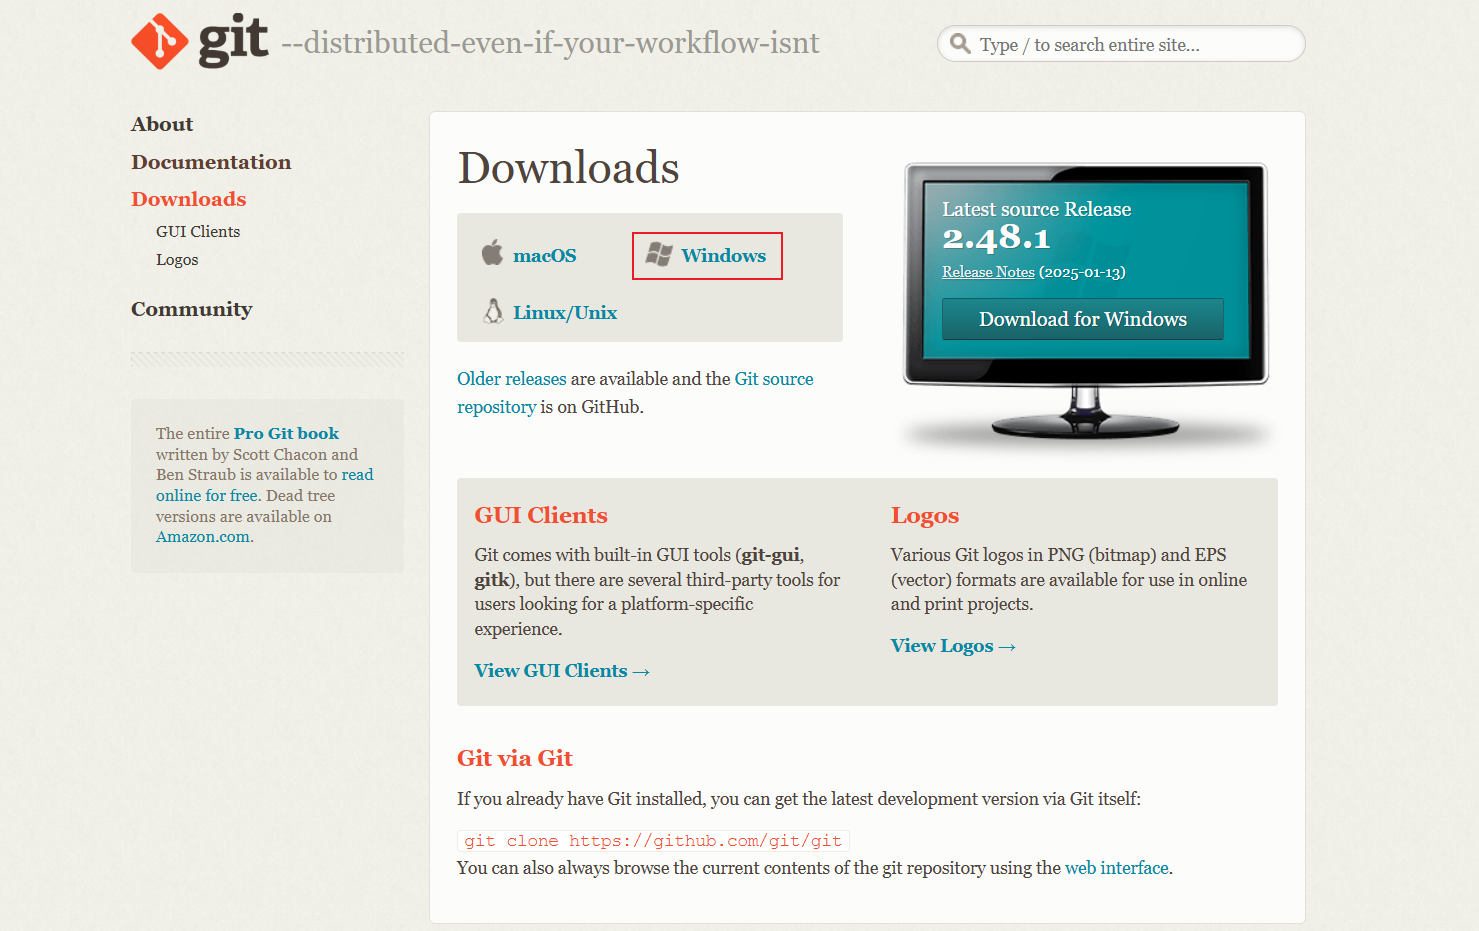 git --distributed-even-if-your-workflow-isnt
Type / to search entire site...
About
Documentation
Downloads
GUI Clients
Logos
Community
The entire Pro Git book
written by Scott Chacon and
Ben Straub is available to read
online for free. Dead tree
versions are available on
Amazon.com.
Downloads
macOS
Windows
Linux/Unix
Older releases are available and the Git source
repository is on GitHub.
Latest source Release
2.48.1
Release Notes (2025-01-13)
Download for Windows
GUI Clients
Git comes with built-in GUI tools (git-gui,
gitk), but there are several third-party tools for
users looking for a platform-specific
experience.
View GUI Clients →
Logos
Various Git logos in PNG (bitmap) and EPS
(vector) formats are available for use in online
and print projects.
View Logos →
Git via Git
If you already have Git installed, you can get the latest development version via Git itself:
git clone https://github.com/git/git
You can also always browse the current contents of the git repository using the web interface.